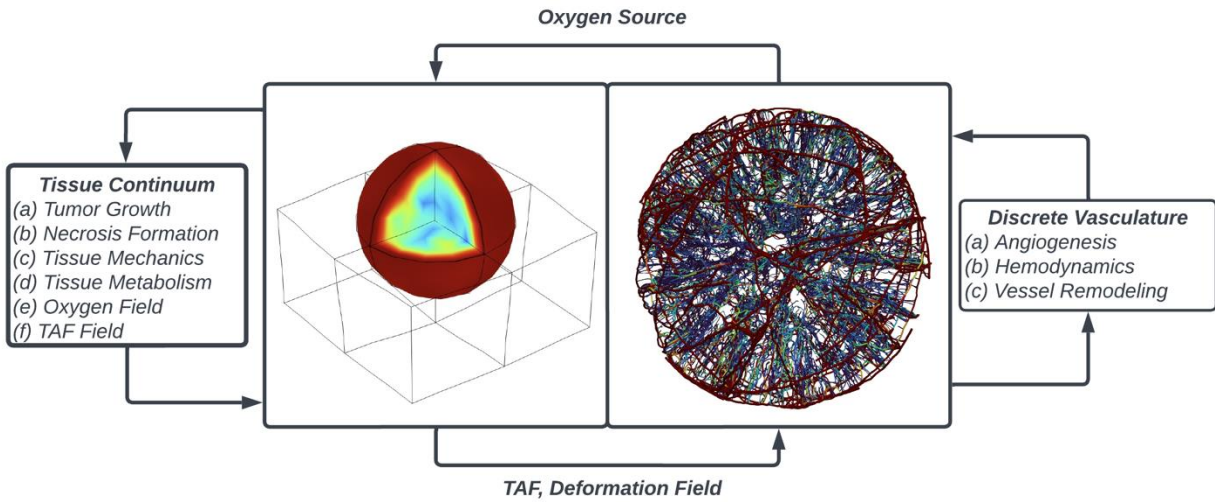 Oxygen Source
Tissue Continuum
(a) Tumor Growth
(b) Necrosis Formation
(c) Tissue Mechanics
(d) Tissue Metabolism
(e) Oxygen Field
(f) TAF Field
Discrete Vasculature
(a) Angiogenesis
(b) Hemodynamics
(c) Vessel Remodeling
TAF, Deformation Field